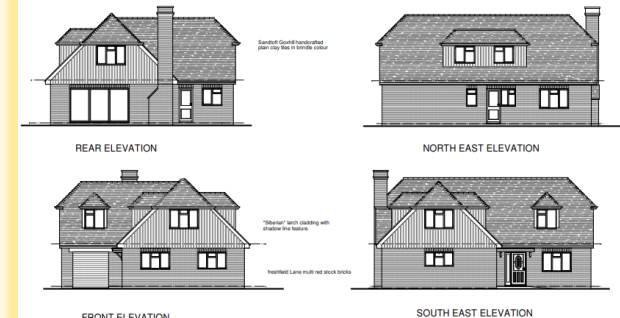 Sandtoft Goxhill handcrafted
plain clay tiles in brindle colour
REAR ELEVATION
NORTH EAST ELEVATION
"Siberian" larch cladding with
shadow line feature
freshfield Lane multi red stock bricks
FRONT ELEVATION
SOUTH EAST ELEVATION